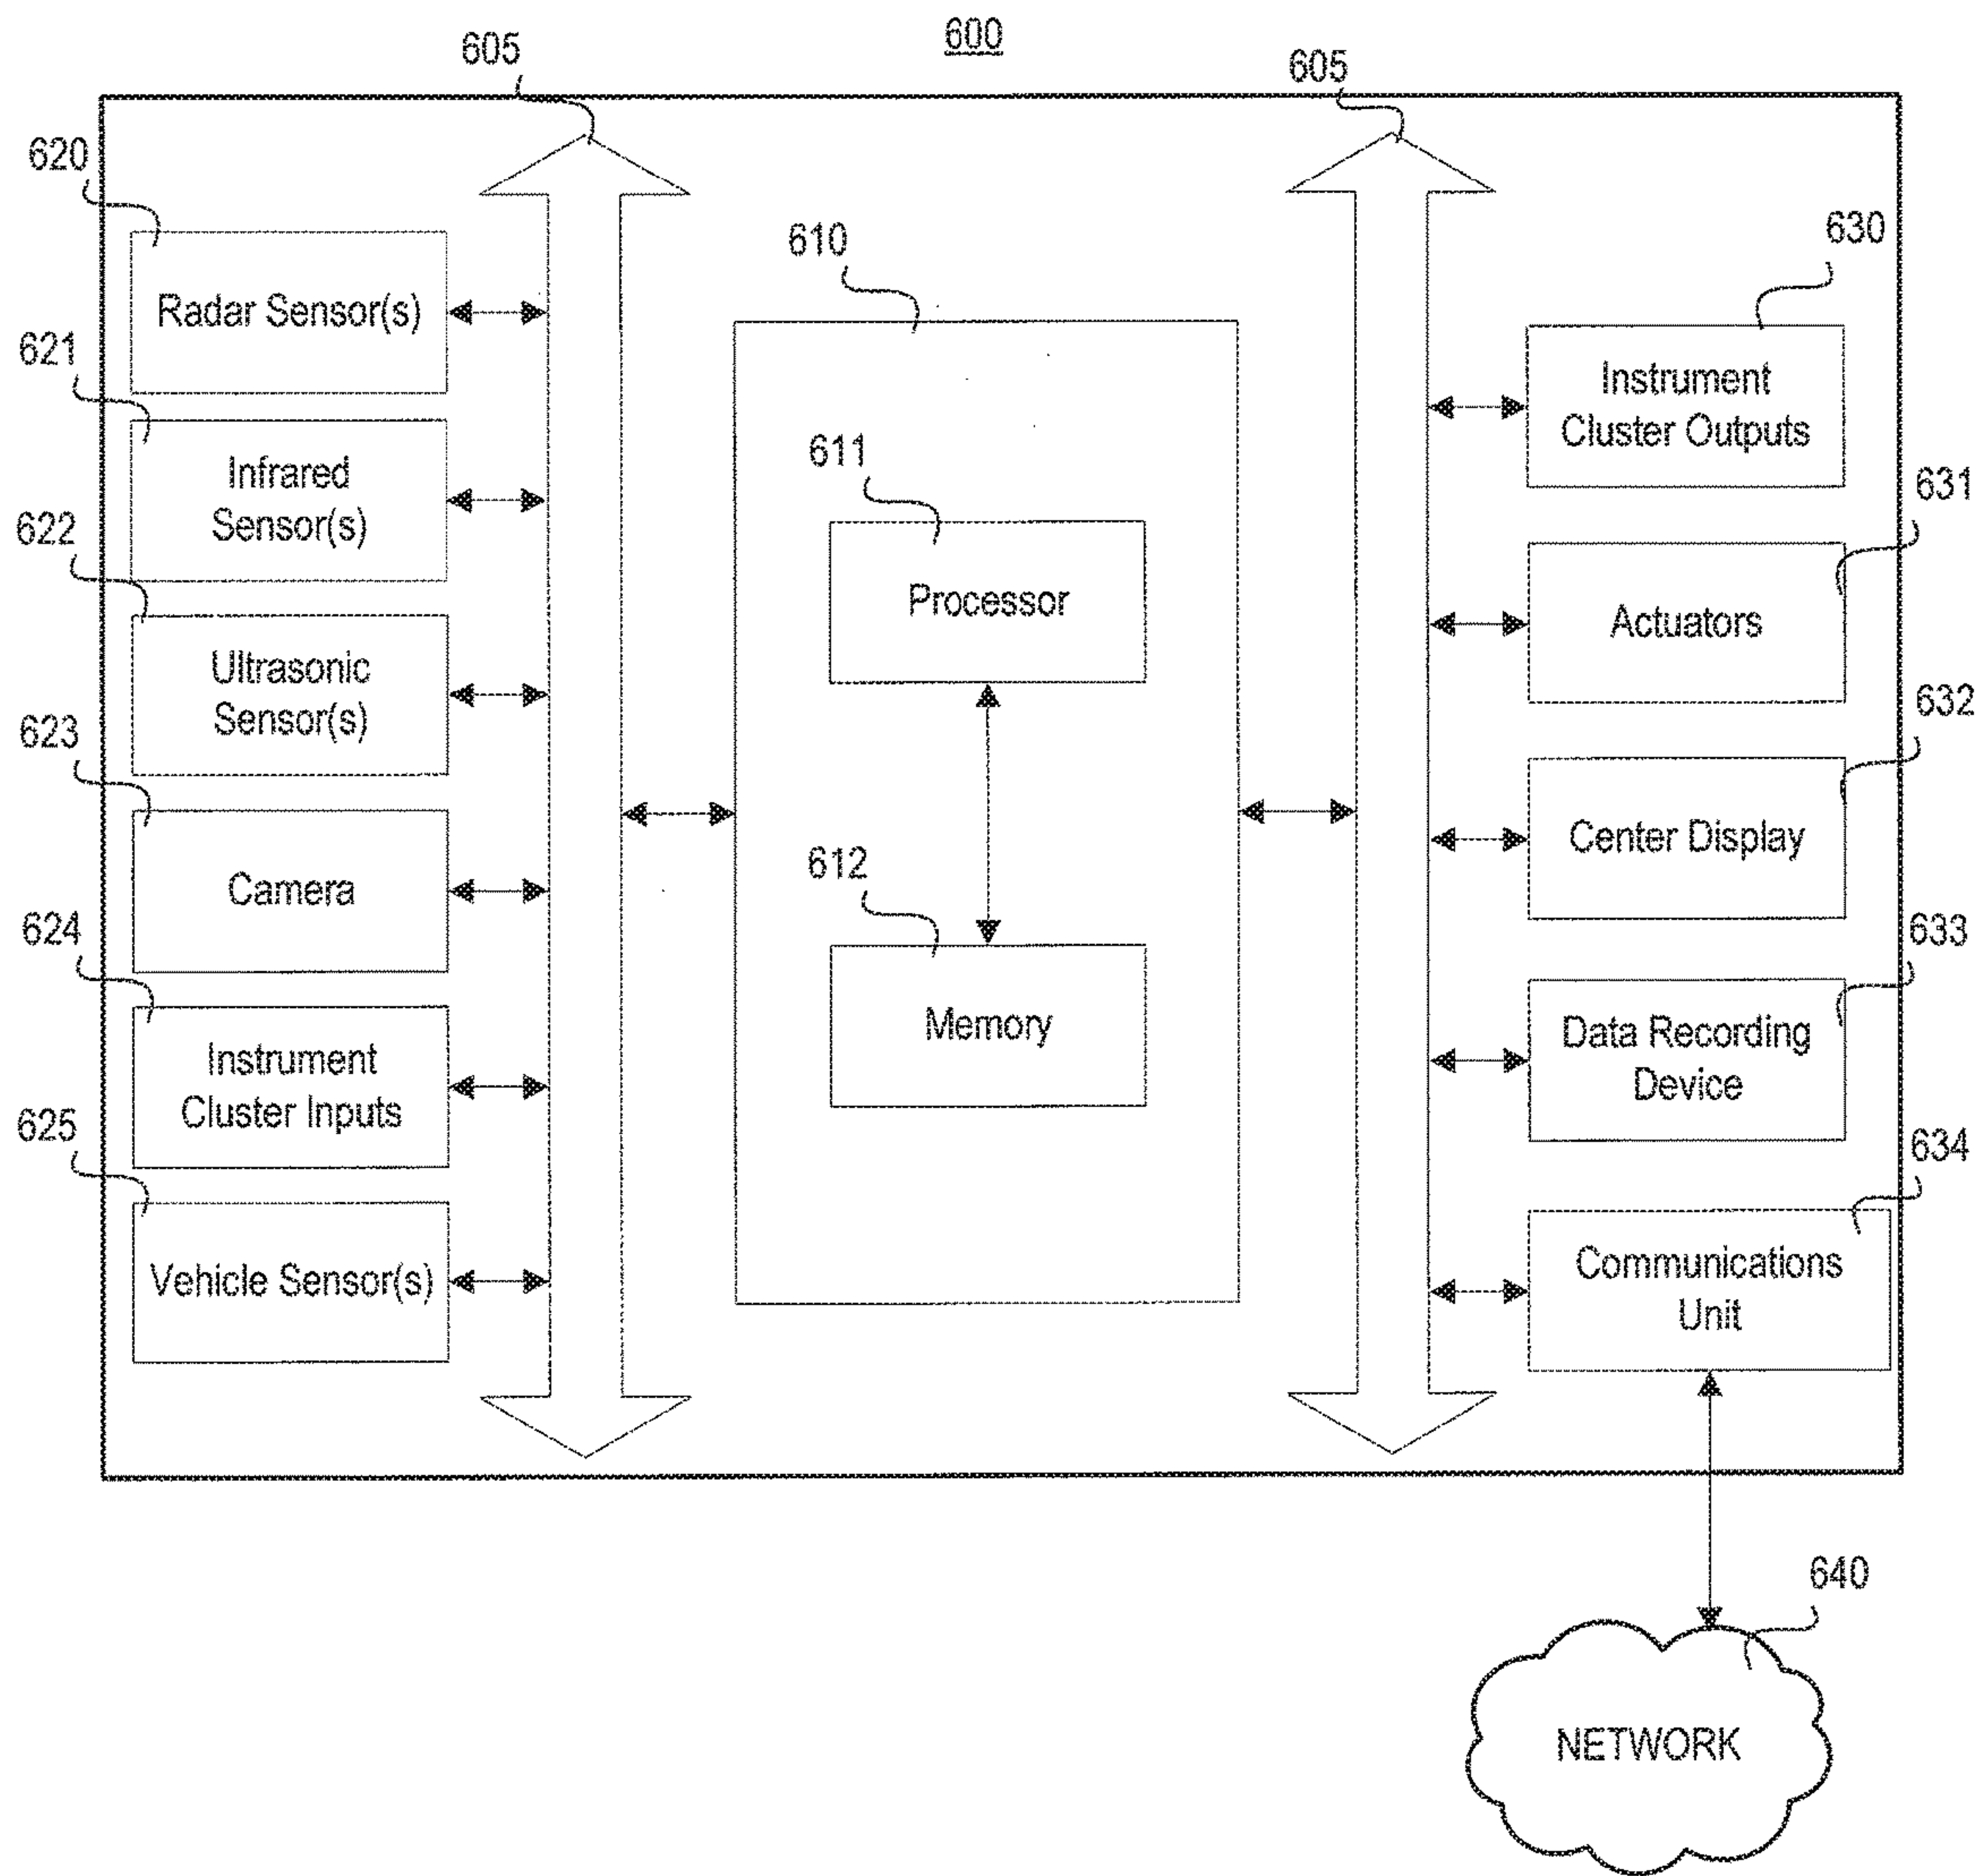 600
605
605
620
Radar Sensor(s)
621
Infrared
Sensor(s)
622
Ultrasonic
Sensor(s)
623
Camera
624
Instrument
Cluster Inputs
625
Vehicle Sensor(s)
610
611
Processor
612
Memory
630
Instrument
Cluster Outputs
631
Actuators
632
Center Display
633
Data Recording
Device
634
Communications
Unit
640
NETWORK